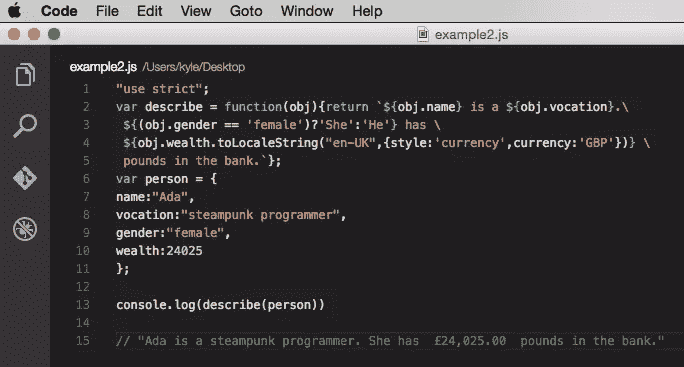 Code File Edit View Goto Window Help
example2.js
example2.js /Users/kyle/Desktop
1 "use strict";
2 var describe = function(obj){return `${obj.name} is a ${obj.vocation}.\
3 ${(obj.gender == 'female')?'She':'He'} has \
4 ${obj.wealth.toLocaleString("en-UK",{style:'currency',currency:'GBP'})} \
5 pounds in the bank.`};
6 var person = {
7 name:"Ada",
8 vocation:"steampunk programmer",
9 gender:"female",
10 wealth:24025
11 };
12
13 console.log(describe(person))
14
15 // "Ada is a steampunk programmer. She has  £24,025.00  pounds in the bank."